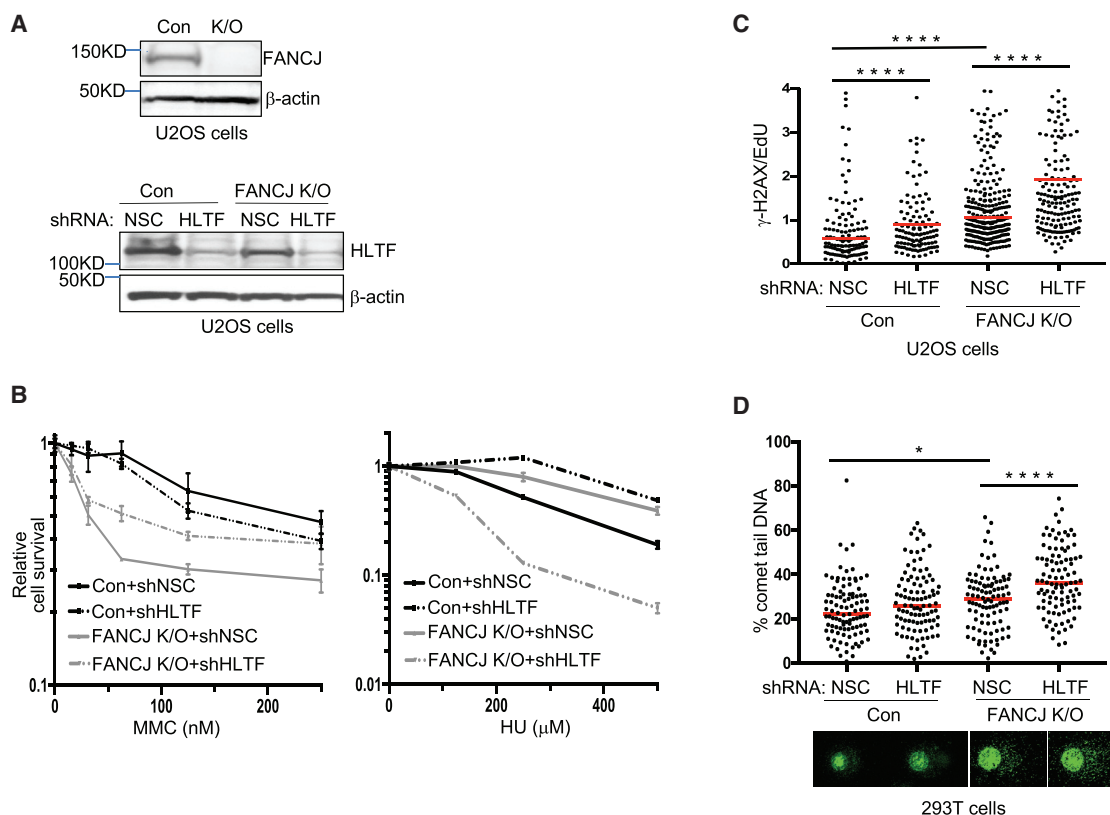 A
Con K/O
150KD
FANCJ
50KD
β-actin
U2OS cells
Con FANCJ K/O
shRNA: NSC HLTF NSC HLTF
HLTF
100KD
50KD
β-actin
U2OS cells
B
Relative
cell survival
1
0.1
0 200
MMC (nM)
Con+shNSC
Con+shHLTF
FANCJ K/O+shNSC
FANCJ K/O+shHLTF
1
0.1
0.01
0 200 400
HU (μM)
Con+shNSC
Con+shHLTF
FANCJ K/O+shNSC
FANCJ K/O+shHLTF
C
****
**** ****
γ-H2AX/EdU
4
3
2
1
0
shRNA: NSC HLTF NSC HLTF
Con FANCJ K/O
U2OS cells
D
*
****
% comet tail DNA
100
80
60
40
20
0
shRNA: NSC HLTF NSC HLTF
Con FANCJ K/O
293T cells